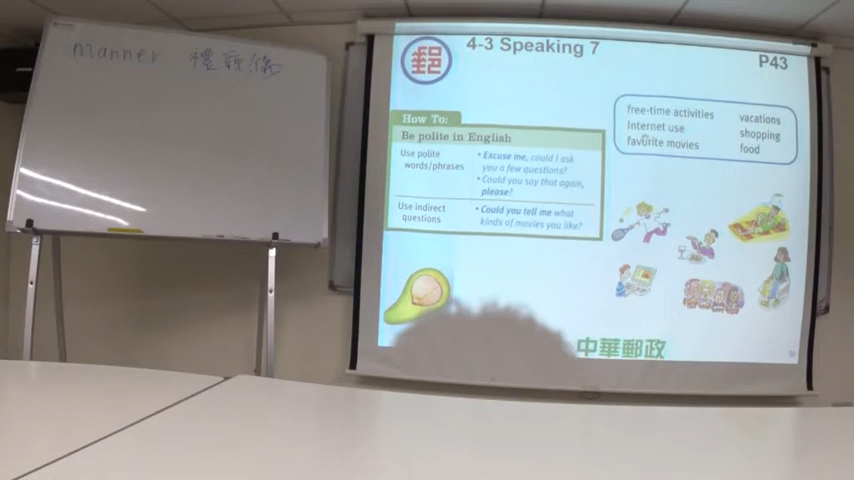 manner 禮貌/儀
郵
4-3 Speaking 7
P43
How To:
Be polite in English
Use polite words/phrases
• Excuse me, could I ask
you a few questions?
• Could you say that again,
please?
Use indirect questions
• Could you tell me what
kinds of movies you like?
free-time activities vacations
Internet use shopping
favorite movies food
中華郵政